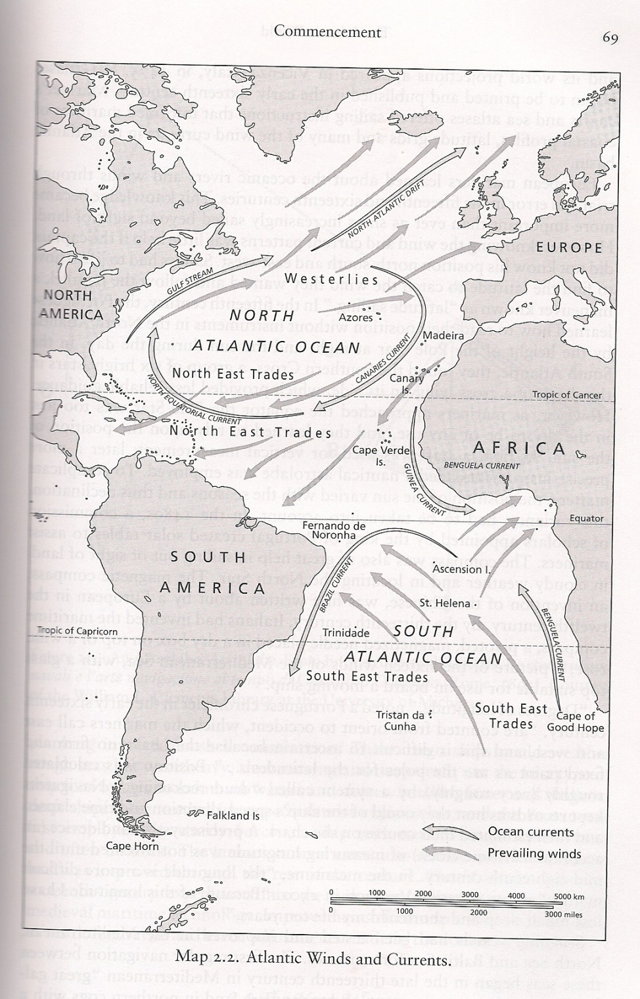 Commencement
69
EUROPE
NORTH ATLANTIC DRIFT
GULF STREAM
Westerlies
NORTH
AMERICA
NORTH
ATLANTIC OCEAN
Azores
Madeira
CANARIES CURRENT
North East Trades
Canary
Is.
Tropic of Cancer
NORTH EQUATORIAL CURRENT
North East Trades
AFRICA
Cape Verde
Is.
BENGUELA CURRENT
GUINEA CURRENT
Equator
Fernando de
Noronha
SOUTH
AMERICA
Ascension I.
BRAZIL CURRENT
St. Helena
BENGUELA CURRENT
Tropic of Capricorn
Trinidade
SOUTH
ATLANTIC OCEAN
South East Trades
Tristan da
Cunha
South East
Trades
Cape of
Good Hope
Falkland Is
Cape Horn
Ocean currents
Prevailing winds
0 1000 2000 3000 4000 5000 km
0 1000 2000 3000 miles
Map 2.2. Atlantic Winds and Currents.